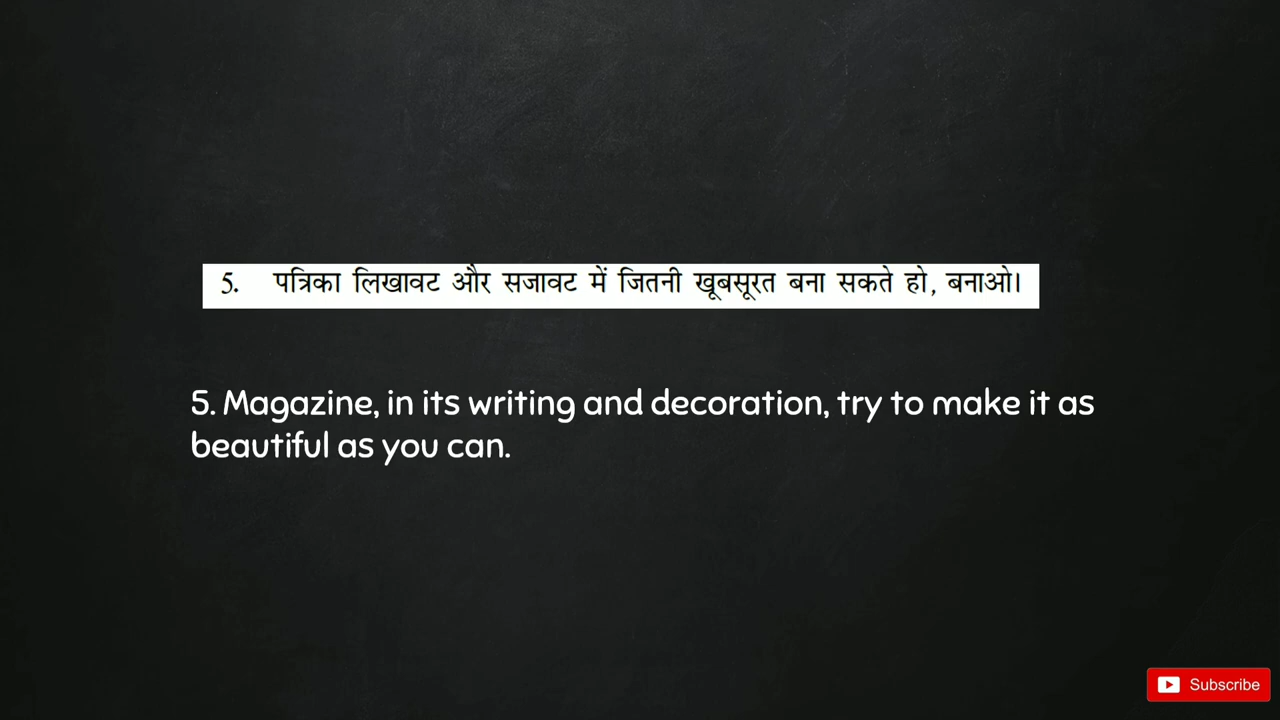 5. पत्रिका लिखावट और सजावट में जितनी खूबसूरत बना सकते हो, बनाओ।
5. Magazine, in its writing and decoration, try to make it as
beautiful as you can.
Subscribe